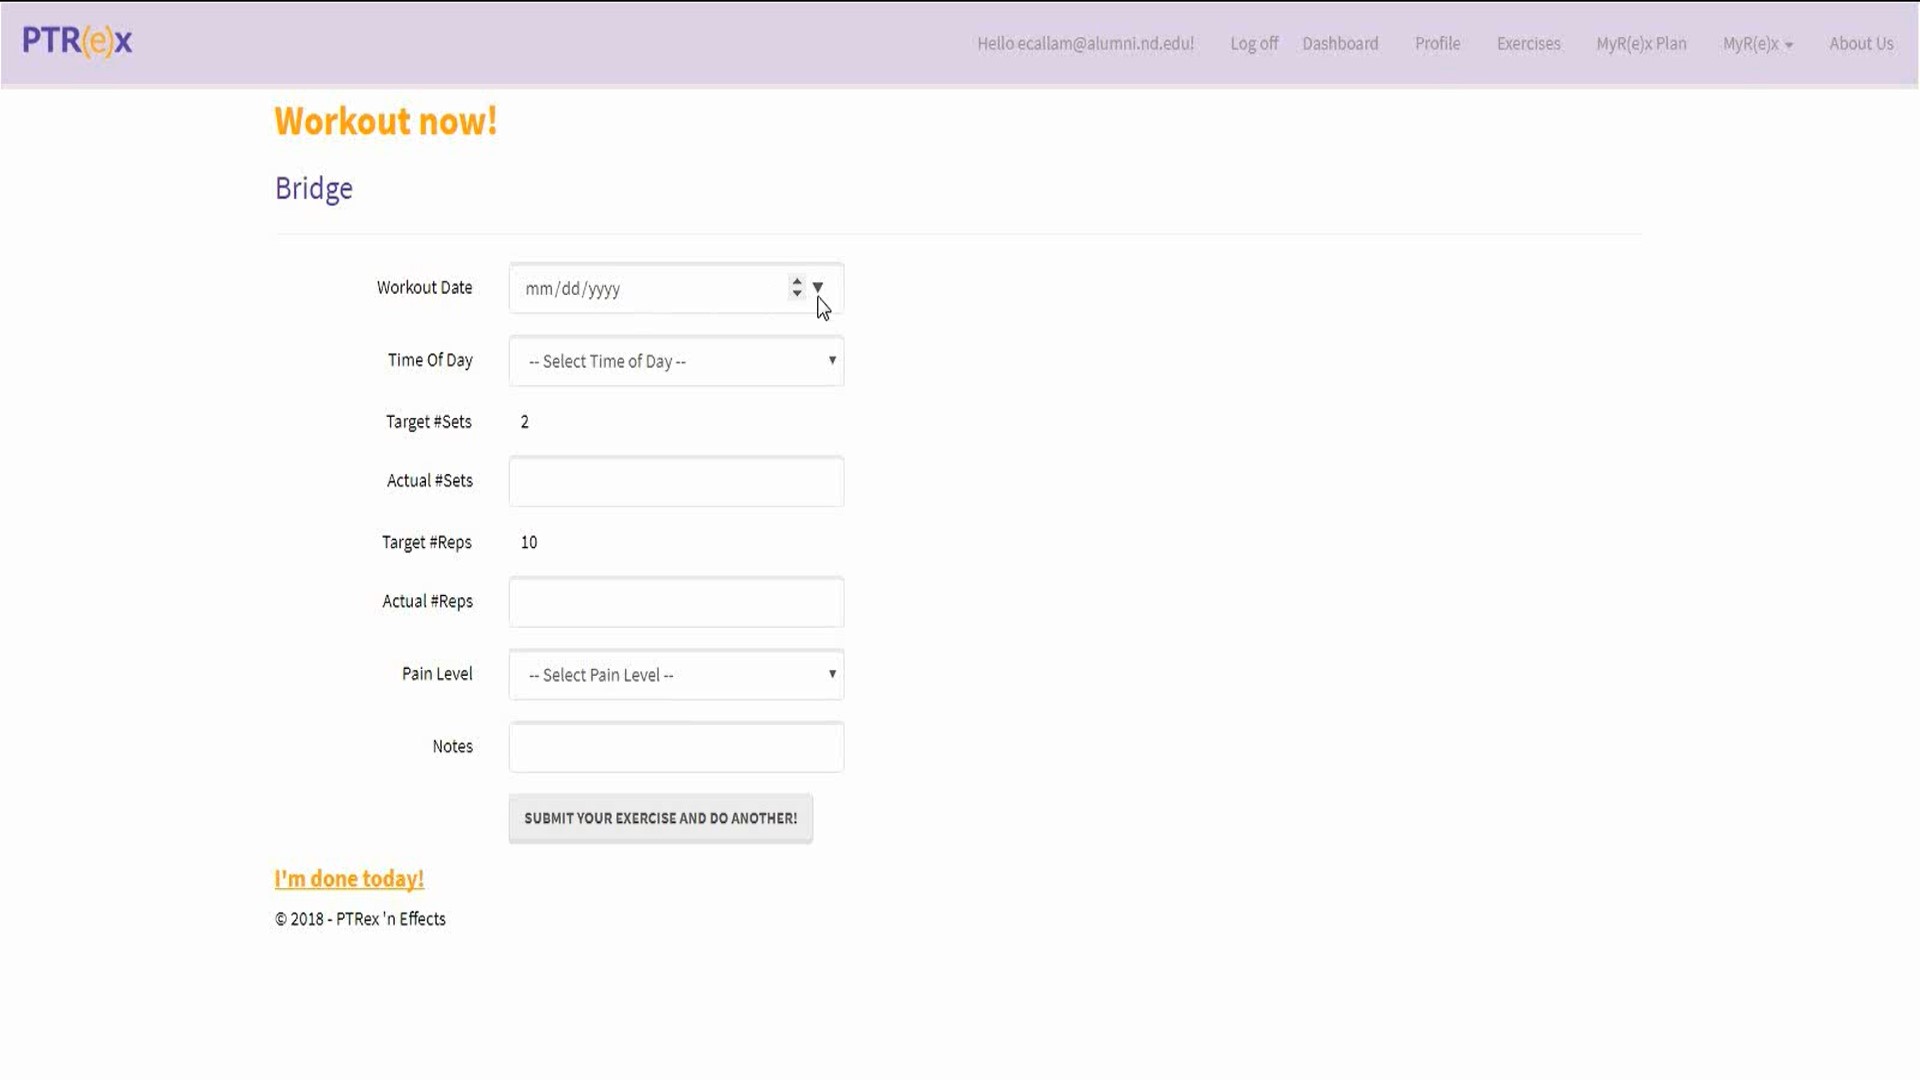 PTR(e)x
Hello ecallam@alumni.nd.edu! Log off Dashboard Profile Exercises MyR(e)x Plan MyR(e)x About Us
Workout now!
Bridge
Workout Date mm/dd/yyyy
Time Of Day -- Select Time of Day --
Target #Sets 2
Actual #Sets
Target #Reps 10
Actual #Reps
Pain Level -- Select Pain Level --
Notes
SUBMIT YOUR EXERCISE AND DO ANOTHER!
I'm done today!
© 2018 - PTRex 'n Effects